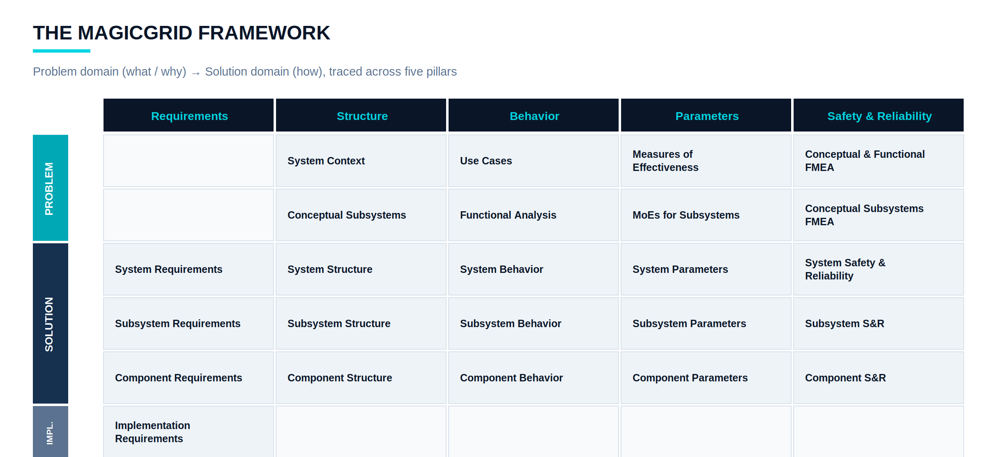 THE MAGICGRID FRAMEWORK
Problem domain (what / why) → Solution domain (how), traced across five pillars
Requirements
Structure
Behavior
Parameters
Safety & Reliability
PROBLEM
System Context
Use Cases
Measures of
Effectiveness
Conceptual & Functional
FMEA
Conceptual Subsystems
Functional Analysis
MoEs for Subsystems
Conceptual Subsystems
FMEA
SOLUTION
System Requirements
System Structure
System Behavior
System Parameters
System Safety &
Reliability
Subsystem Requirements
Subsystem Structure
Subsystem Behavior
Subsystem Parameters
Subsystem S&R
Component Requirements
Component Structure
Component Behavior
Component Parameters
Component S&R
IMPL.
Implementation
Requirements